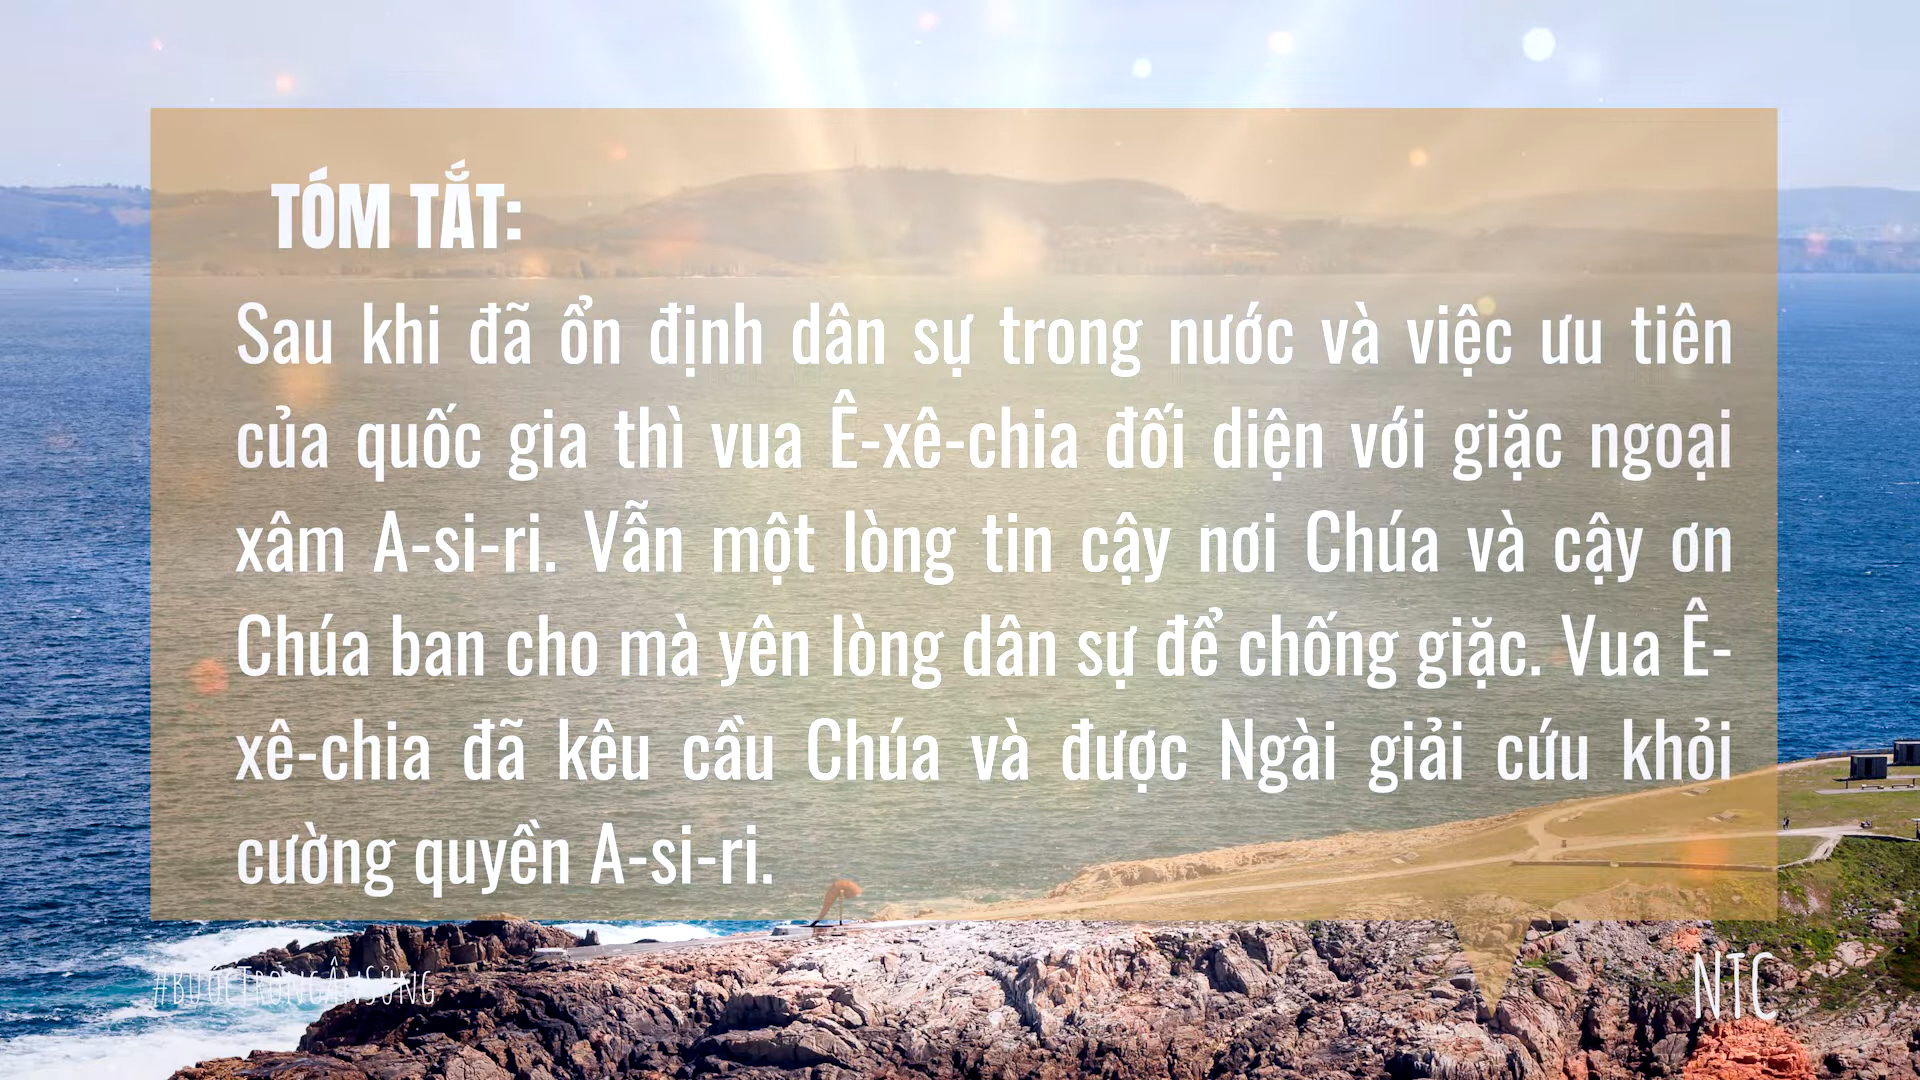 TÓM TẮT:
Sau khi đã ổn định dân sự trong nước và việc ưu tiên
của quốc gia thì vua Ê-xê-chia đối diện với giặc ngoại
xâm A-si-ri. Vẫn một lòng tin cậy nơi Chúa và cậy ơn
Chúa ban cho mà yên lòng dân sự để chống giặc. Vua Ê-
xê-chia đã kêu cầu Chúa và được Ngài giải cứu khỏi
cường quyền A-si-ri.
#BướcTrongÂnSủng
NTC